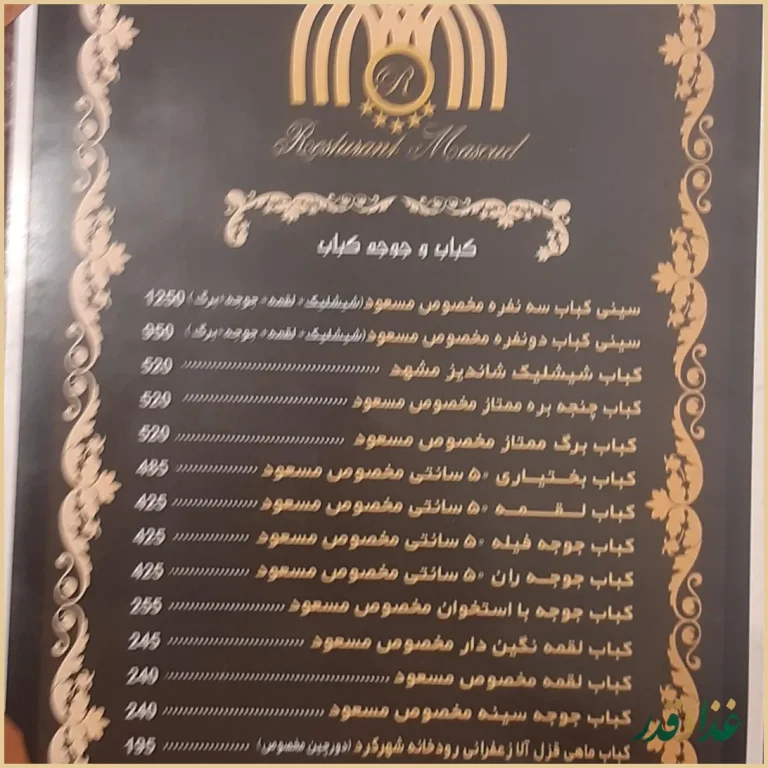 R
Resturant Masoud
کباب و جوجه کباب
سینی کباب سه نفره مخصوص مسعود (شیشلیک+ لقمه+ جوجه+برگ) 1250
سینی کباب دونفره مخصوص مسعود (شیشلیک+ لقمه+ جوجه+برگ) 950
کباب شیشلیک شاندیز مشهد 520
کباب چنجه بره ممتاز مخصوص مسعود 520
کباب برگ ممتاز مخصوص مسعود 520
کباب بختیاری ۵۰ سانتی مخصوص مسعود 485
کباب لقمه ۵۰ سانتی مخصوص مسعود 425
کباب جوجه فیله ۵۰ سانتی مخصوص مسعود 425
کباب جوجه ران ۵۰ سانتی مخصوص مسعود 425
کباب جوجه با استخوان مخصوص مسعود 255
کباب لقمه نگین دار مخصوص مسعود 245
کباب لقمه مخصوص مسعود 240
کباب جوجه سینه مخصوص مسعود 240
کباب ماهی قزل آلا زعفرانی رودخانه شهرکرد (دورچین مخصوص) 195
غذا قدر